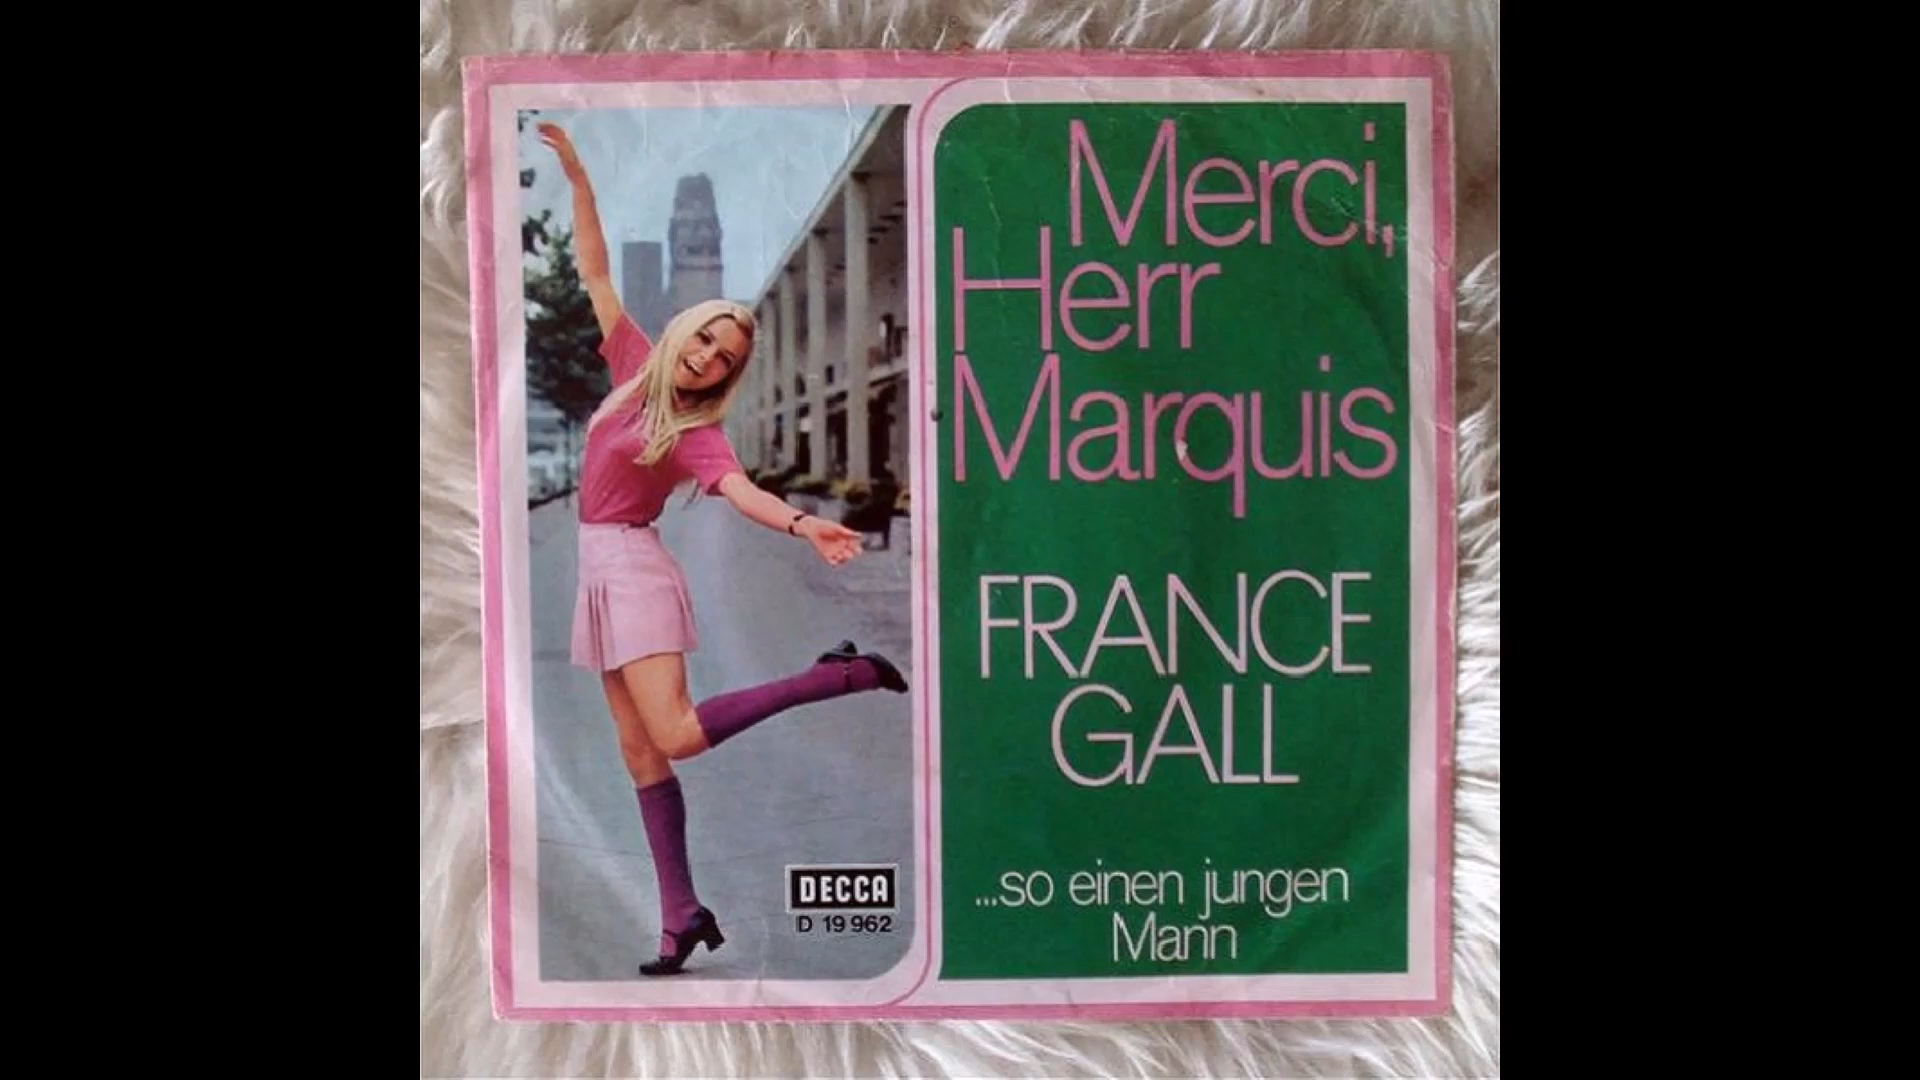 Merci,
Herr
Marquis
FRANCE
GALL
...so einen jungen
Mann
DECCA
D 19 962